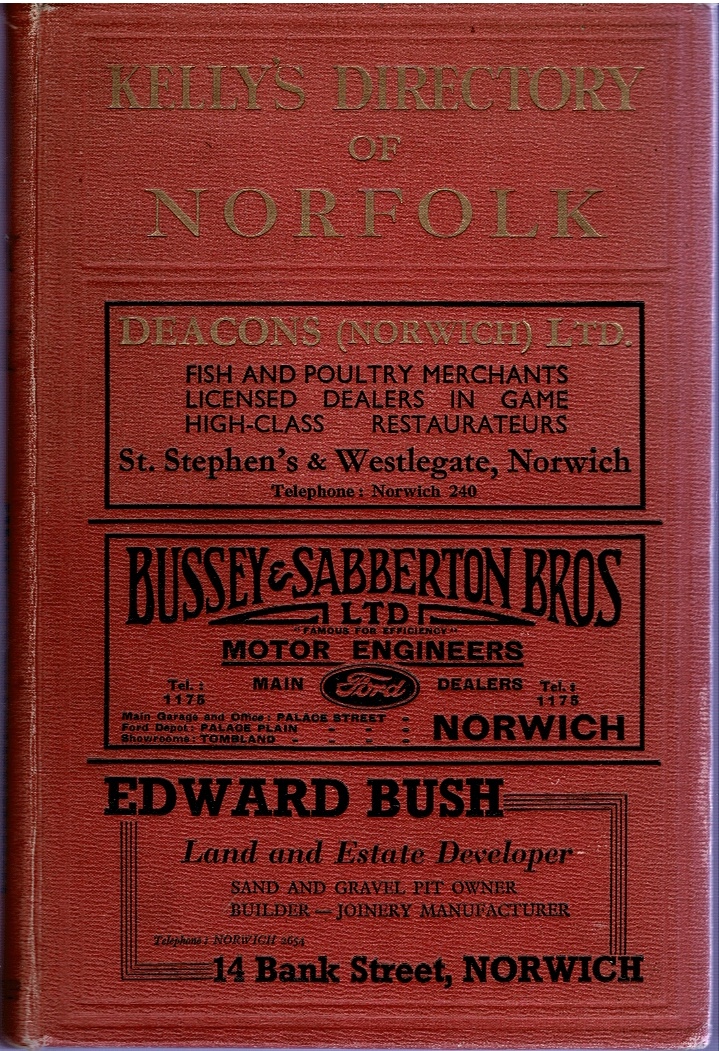 KELLY'S DIRECTORY
OF
NORFOLK
DEACONS (NORWICH) LTD.
FISH AND POULTRY MERCHANTS
LICENSED DEALERS IN GAME
HIGH-CLASS RESTAURATEURS
St. Stephen's & Westlegate, Norwich
Telephone: Norwich 240
BUSSEY & SABBERTON BROS
LTD
"FAMOUS FOR EFFICIENCY"
MOTOR ENGINEERS
Tel.: 1175 MAIN Ford DEALERS Tel.: 1175
Main Garage and Office: PALACE STREET -
Ford Depot: PALACE PLAIN - - - -
Showrooms: TOMBLAND - - - - -
NORWICH
EDWARD BUSH
Land and Estate Developer
SAND AND GRAVEL PIT OWNER
BUILDER — JOINERY MANUFACTURER
Telephone: NORWICH 2654
14 Bank Street, NORWICH